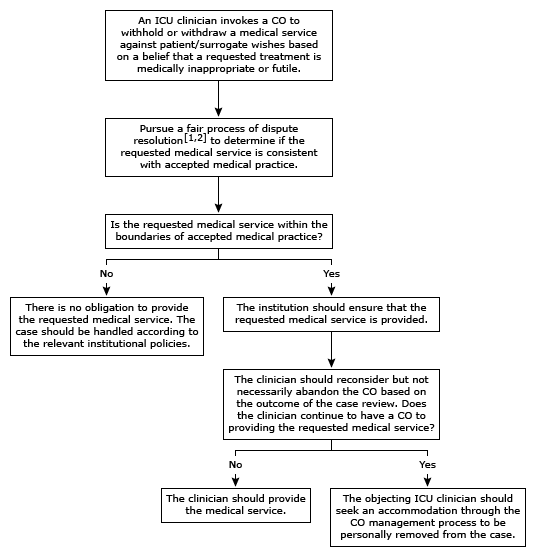 An ICU clinician invokes a CO to
withhold or withdraw a medical service
against patient/surrogate wishes based
on a belief that a requested treatment is
medically inappropriate or futile.
Pursue a fair process of dispute
resolution[1,2] to determine if the
requested medical service is consistent
with accepted medical practice.
Is the requested medical service within the
boundaries of accepted medical practice?
No
Yes
There is no obligation to provide
the requested medical service. The
case should be handled according to
the relevant institutional policies.
The institution should ensure that the
requested medical service is provided.
The clinician should reconsider but not
necessarily abandon the CO based on
the outcome of the case review. Does
the clinician continue to have a CO to
providing the requested medical service?
No
Yes
The clinician should provide
the medical service.
The objecting ICU clinician should
seek an accommodation through the
CO management process to be
personally removed from the case.